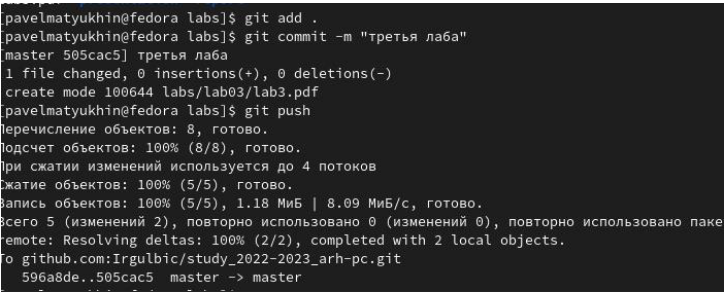 [pavelmatyukhin@fedora labs]$ git add .
[pavelmatyukhin@fedora labs]$ git commit -m "третья лаба"
[master 505cac5] третья лаба
1 file changed, 0 insertions(+), 0 deletions(-)
create mode 100644 labs/lab03/lab3.pdf
[pavelmatyukhin@fedora labs]$ git push
Перечисление объектов: 8, готово.
Подсчет объектов: 100% (8/8), готово.
При сжатии изменений используется до 4 потоков
Сжатие объектов: 100% (5/5), готово.
Запись объектов: 100% (5/5), 1.18 МиБ | 8.09 МиБ/с, готово.
Всего 5 (изменений 2), повторно использовано 0 (изменений 0), повторно использовано паке
remote: Resolving deltas: 100% (2/2), completed with 2 local objects.
To github.com:Irgulbic/study_2022-2023_arh-pc.git
596a8de..505cac5 master -> master